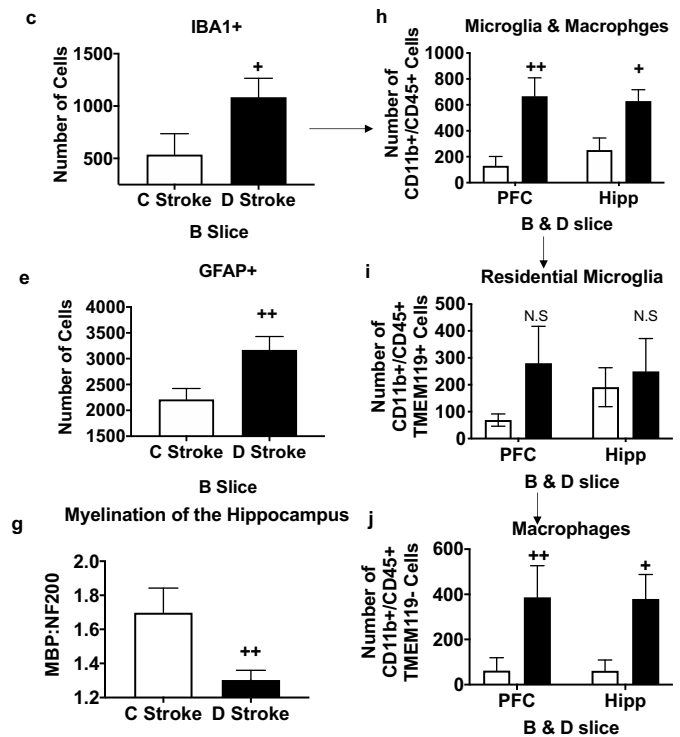 c
IBA1+
Number of Cells
1500
1000
500
+
C Stroke D Stroke
B Slice
e
GFAP+
Number of Cells
4000
3500
3000
2500
2000
1500
++
C Stroke D Stroke
B Slice
g
Myelination of the Hippocampus
MBP:NF200
2.0
1.8
1.6
1.4
1.2
++
C Stroke D Stroke
h
Microglia & Macrophges
Number of
CD11b+/CD45+ Cells
1000
800
600
400
200
0
++
+
PFC Hipp
B & D slice
i
Residential Microglia
Number of
CD11b+/CD45+
TMEM119+ Cells
500
400
300
200
100
0
N.S N.S
PFC Hipp
B & D slice
j
Macrophages
Number of
CD11b+/CD45+
TMEM119- Cells
600
400
200
0
++
+
PFC Hipp
B & D slice